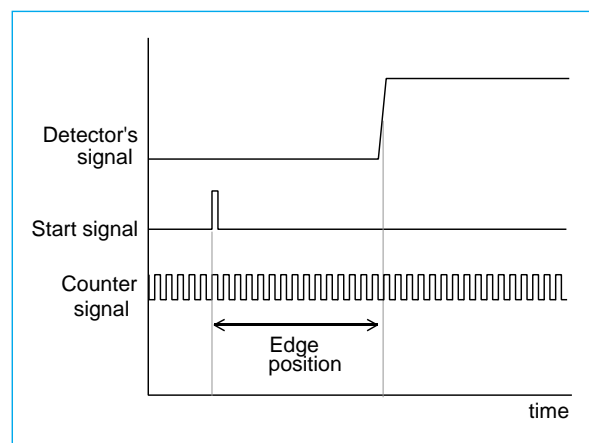 Detector's
signal
Start signal
Counter
signal
Edge
position
time